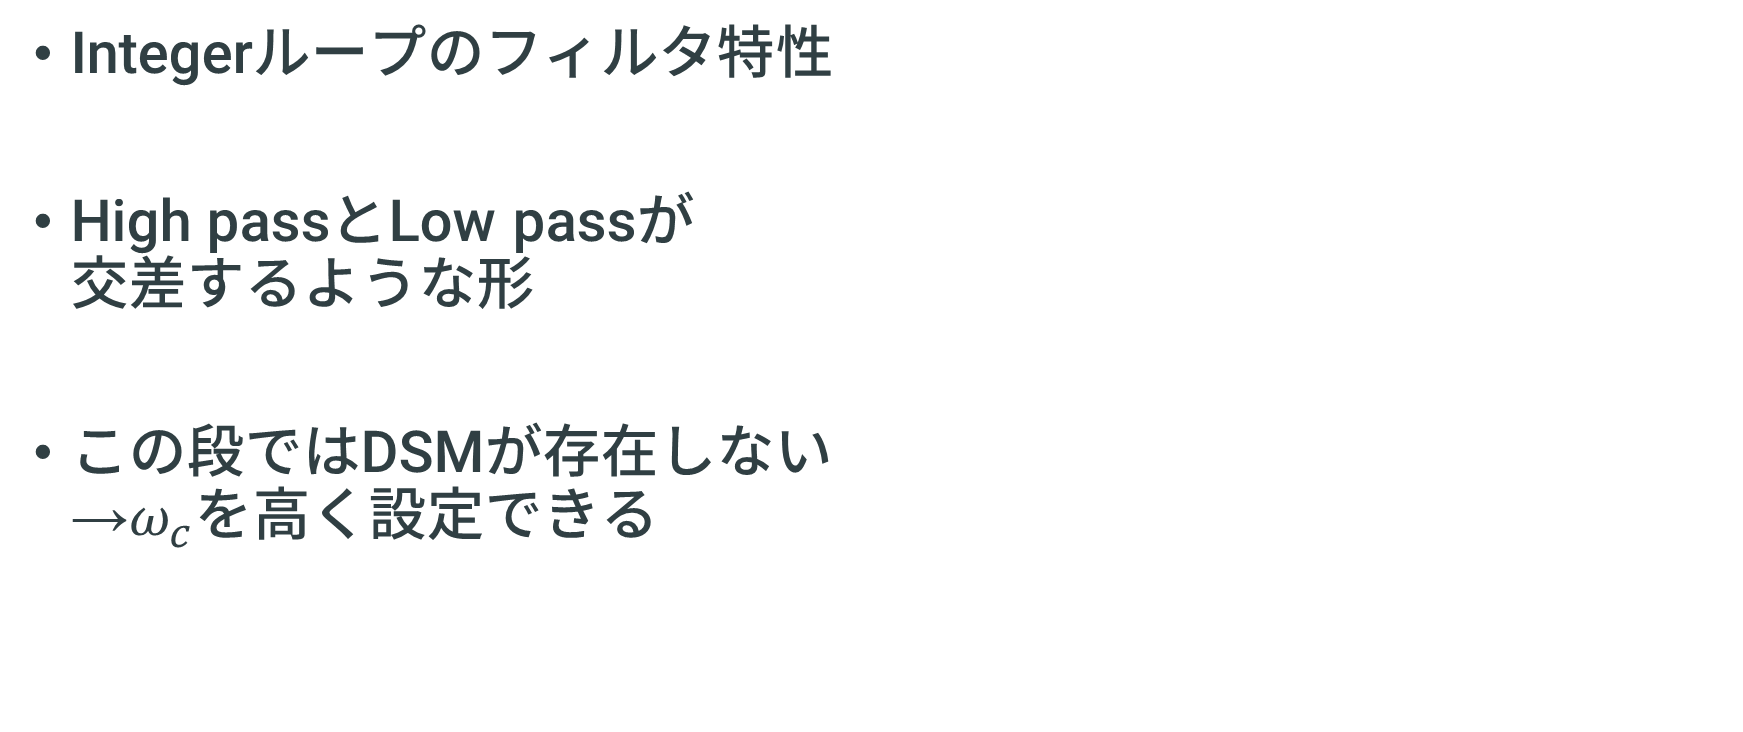 • Integerループのフィルタ特性
• High passとLow passが
交差するような形
• この段ではDSMが存在しない
→ω_cを高く設定できる